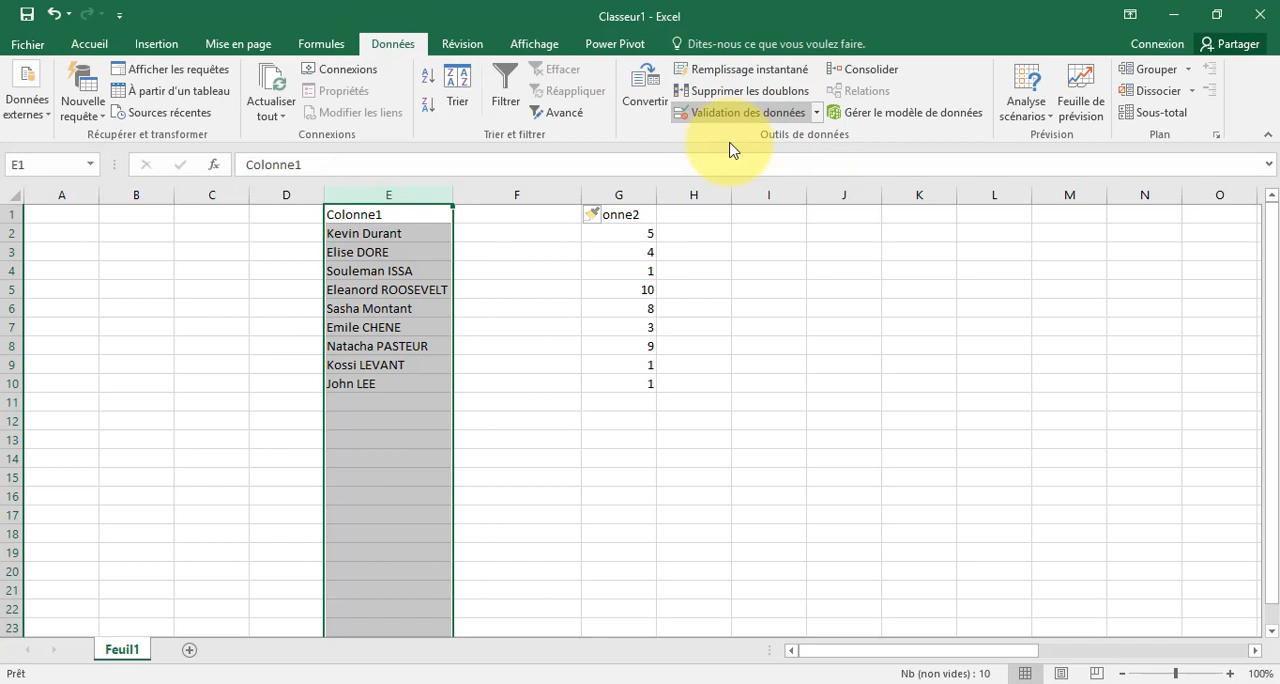 Classeur1 - Excel
Fichier Accueil Insertion Mise en page Formules Données Révision Affichage Power Pivot Dites-nous ce que vous voulez faire. Connexion Partager
Données externes
Nouvelle requête
Afficher les requêtes
À partir d'un tableau
Sources récentes
Récupérer et transformer
Actualiser tout
Connexions
Propriétés
Modifier les liens
Connexions
Trier
Filtrer
Effacer
Réappliquer
Avancé
Trier et filtrer
Convertir
Remplissage instantané
Supprimer les doublons
Validation des données
Consolider
Relations
Gérer le modèle de données
Outils de données
Analyse scénarios
Feuille de prévision
Prévision
Grouper
Dissocier
Sous-total
Plan
E1 fx Colonne1
A B C D E F G H I J K L M N O
1 Colonne1 onne2
2 Kevin Durant 5
3 Elise DORE 4
4 Souleman ISSA 1
5 Eleanord ROOSEVELT 10
6 Sasha Montant 8
7 Emile CHENE 3
8 Natacha PASTEUR 9
9 Kossi LEVANT 1
10 John LEE 1
11
12
13
14
15
16
17
18
19
20
21
22
23
Feuil1
Prêt Nb (non vides) : 10 100%